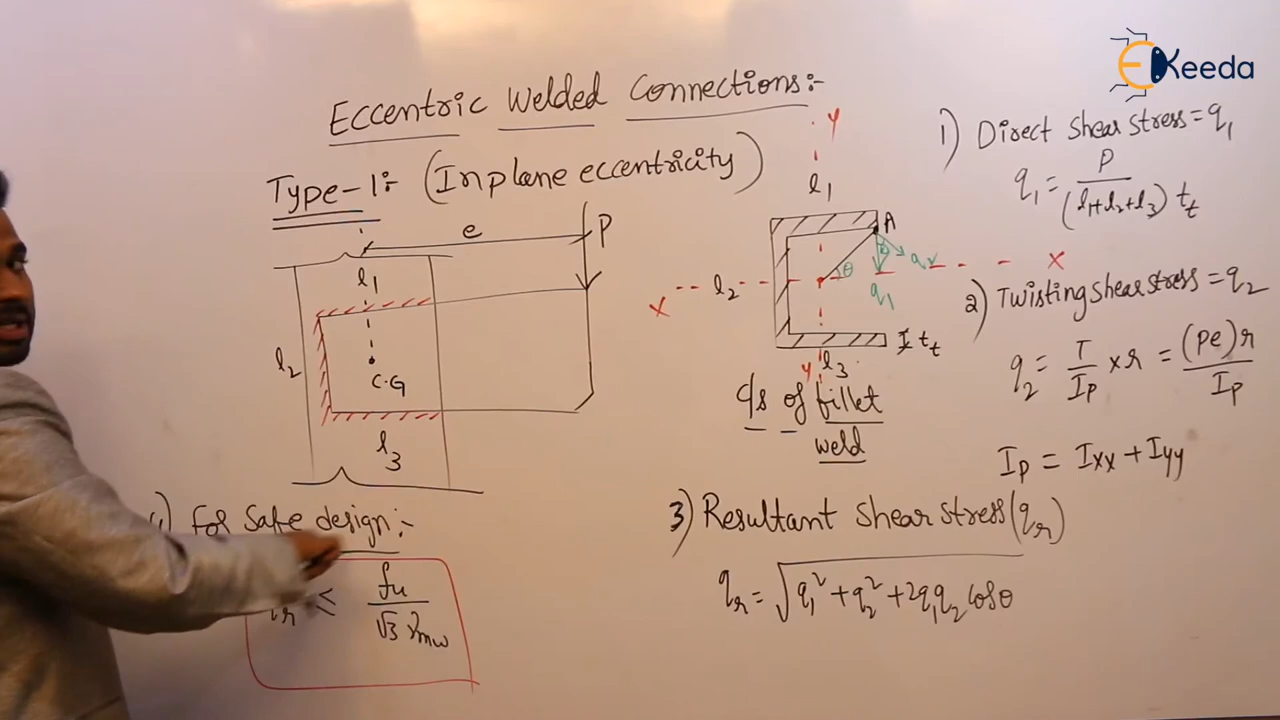 EKeeda
Eccentric Welded Connections:-
Type-1:- (Inplane eccentricity)
e
P
l1
l2
C.G
l3
y
l1
A
θ
θ
q1
x
l2
x
tt
y
l3
c/s of fillet
weld
1) Direct shear stress = q1
q1 = P / (l1+l2+l3) tt
2) Twisting shear stress = q2
q2 = T/Ip × r = (Pe)r / Ip
Ip = Ixx + Iyy
3) Resultant shear stress (qr)
qr = √q1² + q2² + 2q1q2 cosθ
4) For Safe design:-
qr ≤ fu / √3 γmw